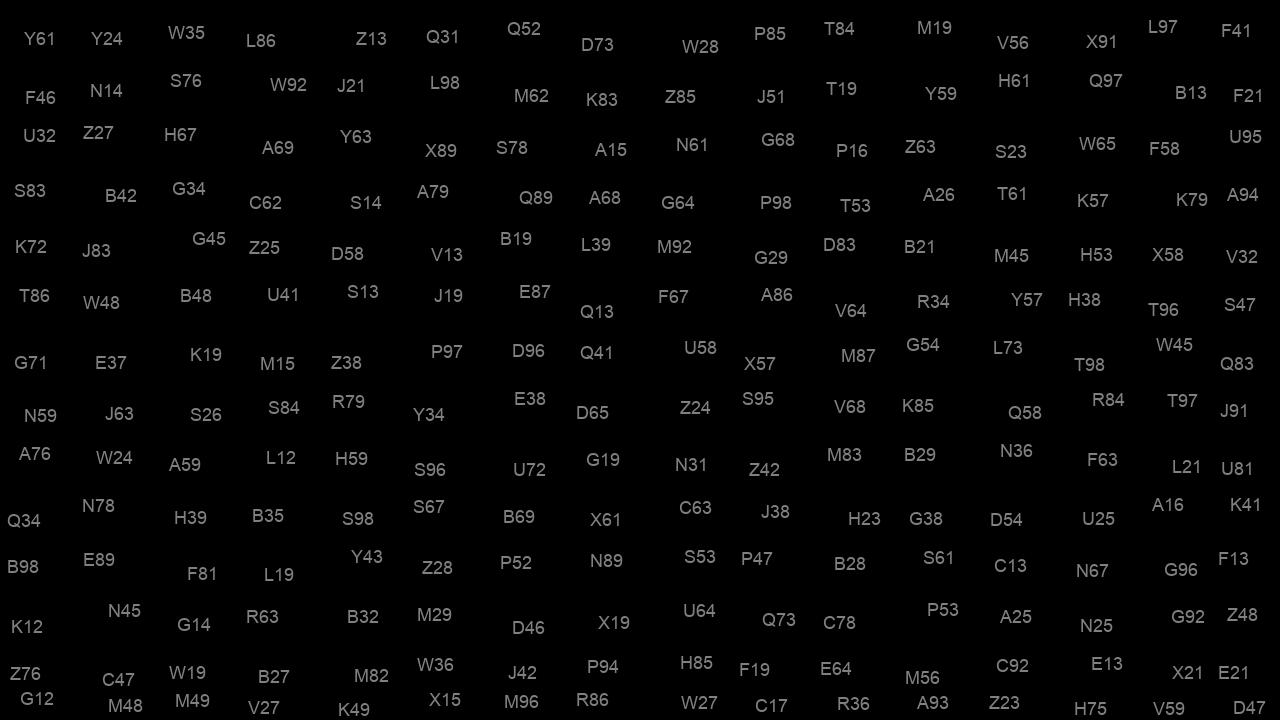 Y61 Y24 W35 L86 Z13 Q31 Q52 D73 W28 P85 T84 M19 V56 X91 L97 F41
F46 N14 S76 W92 J21 L98 M62 K83 Z85 J51 T19 Y59 H61 Q97 B13 F21
U32 Z27 H67 A69 Y63 X89 S78 A15 N61 G68 P16 Z63 S23 W65 F58 U95
S83 B42 G34 C62 S14 A79 Q89 A68 G64 P98 T53 A26 T61 K57 K79 A94
K72 J83 G45 Z25 D58 V13 B19 L39 M92 G29 D83 B21 M45 H53 X58 V32
T86 W48 B48 U41 S13 J19 E87 Q13 F67 A86 V64 R34 Y57 H38 T96 S47
G71 E37 K19 M15 Z38 P97 D96 Q41 U58 X57 M87 G54 L73 T98 W45 Q83
N59 J63 S26 S84 R79 Y34 E38 D65 Z24 S95 V68 K85 Q58 R84 T97 J91
A76 W24 A59 L12 H59 S96 U72 G19 N31 Z42 M83 B29 N36 F63 L21 U81
Q34 N78 H39 B35 S98 S67 B69 X61 C63 J38 H23 G38 D54 U25 A16 K41
B98 E89 F81 L19 Y43 Z28 P52 N89 S53 P47 B28 S61 C13 N67 G96 F13
K12 N45 G14 R63 B32 M29 D46 X19 U64 Q73 C78 P53 A25 N25 G92 Z48
Z76 C47 W19 B27 M82 W36 J42 P94 H85 F19 E64 M56 C92 E13 X21 E21
G12 M48 M49 V27 K49 X15 M96 R86 W27 C17 R36 A93 Z23 H75 V59 D47